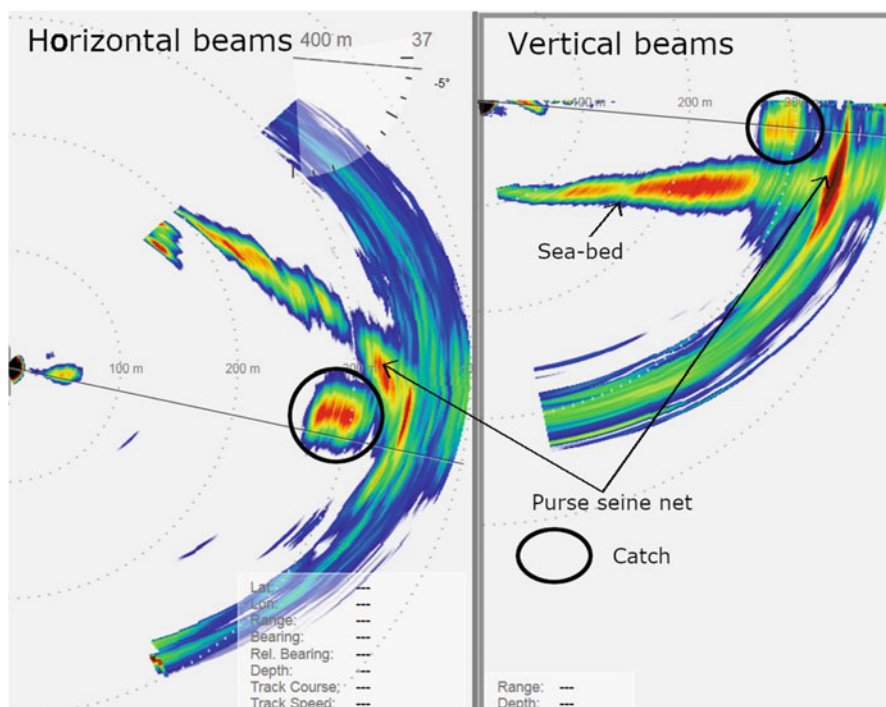 Horizontal beams
400 m
37
-5°
100 m
200 m
300 m
Lat:
---
Lon:
---
Range:
---
Bearing:
---
Rel. Bearing:
---
Depth:
---
Track Course:
---
Track Speed:
---
Vertical beams
100 m
200 m
Sea-bed
Purse seine net
Catch
Range:
---
Depth:
---